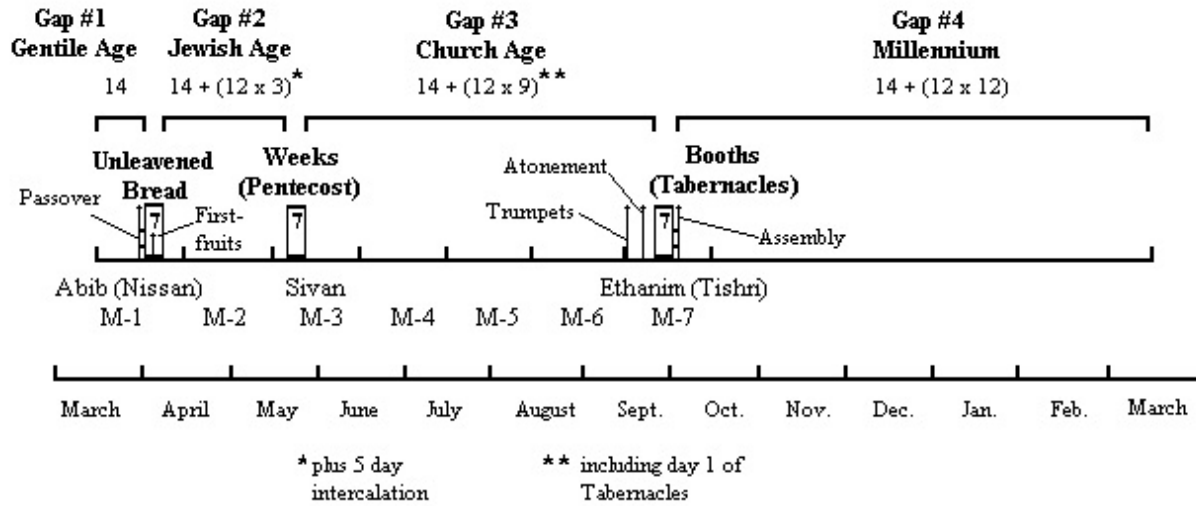 Gap #1
Gentile Age
14
Gap #2
Jewish Age
14 + (12 x 3)*
Gap #3
Church Age
14 + (12 x 9)**
Gap #4
Millennium
14 + (12 x 12)
Unleavened
Bread
Weeks
(Pentecost)
Booths
(Tabernacles)
Passover
7
First-
fruits
7
Atonement
Trumpets
7
Assembly
Abib (Nissan)
Sivan
Ethanim (Tishri)
M-1 M-2 M-3 M-4 M-5 M-6 M-7
March April May June July August Sept. Oct. Nov. Dec. Jan. Feb. March
* plus 5 day
intercalation
** including day 1 of
Tabernacles